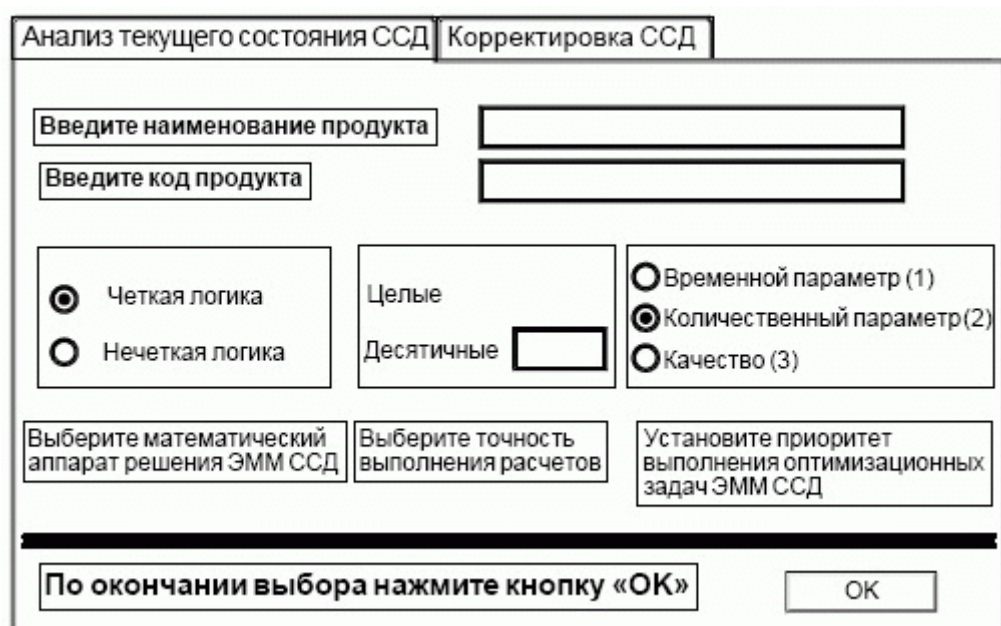 Анализ текущего состояния ССД
Корректировка ССД
Введите наименование продукта
Введите код продукта
Четкая логика
Нечеткая логика
Целые
Десятичные
Временной параметр (1)
Количественный параметр (2)
Качество (3)
Выберите математический
аппарат решения ЭММ ССД
Выберите точность
выполнения расчетов
Установите приоритет
выполнения оптимизационных
задач ЭММ ССД
По окончании выбора нажмите кнопку «ОК»
ОК